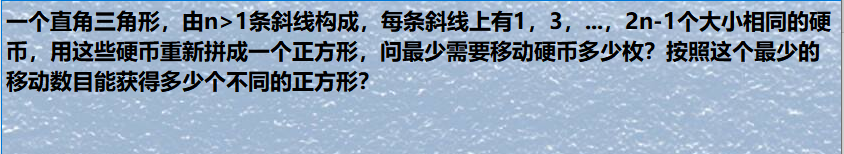 一个直角三角形，由n>1条斜线构成，每条斜线上有1，3，...，2n-1个大小相同的硬
币，用这些硬币重新拼成一个正方形，问最少需要移动硬币多少枚？按照这个最少的
移动数目能获得多少个不同的正方形？